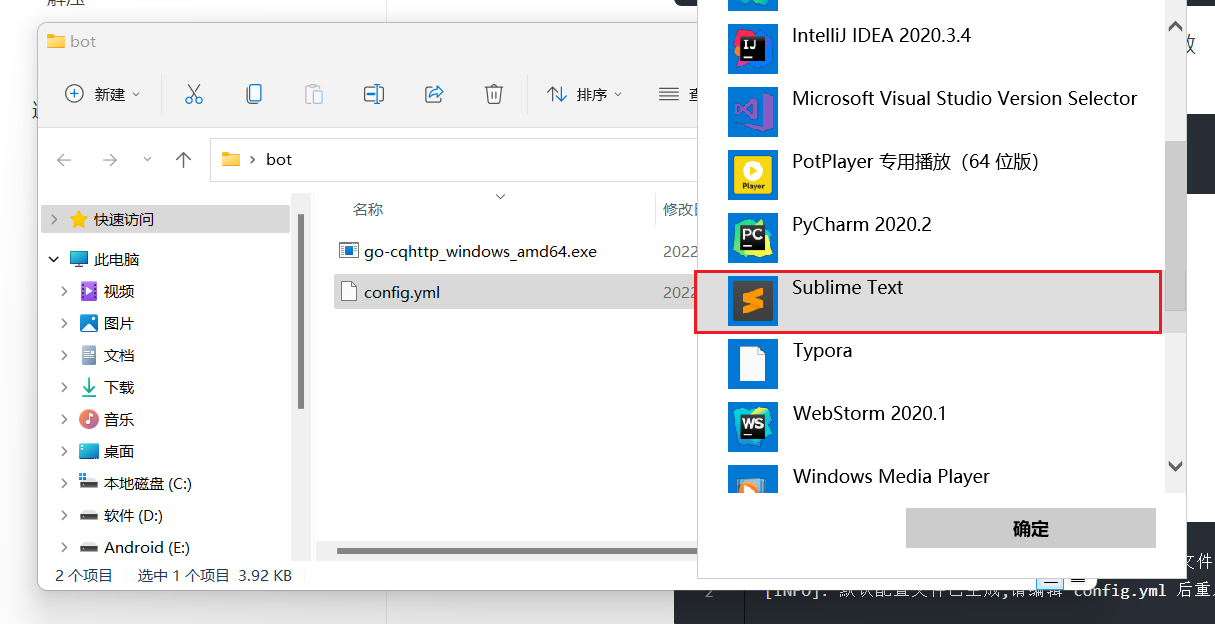 bot
新建
排序
bot
快速访问
此电脑
视频
图片
文档
下载
音乐
桌面
本地磁盘 (C:)
软件 (D:)
Android (E:)
名称
修改
go-cqhttp_windows_amd64.exe
2022
config.yml
2022
2 个项目
选中 1 个项目 3.92 KB
IntelliJ IDEA 2020.3.4
Microsoft Visual Studio Version Selector
PotPlayer 专用播放（64 位版）
Player
PyCharm 2020.2
PC
Sublime Text
Typora
WebStorm 2020.1
WS
Windows Media Player
确定
文件
2
[INFO]: 默认配置文件已生成,请编辑 config.yml 后重